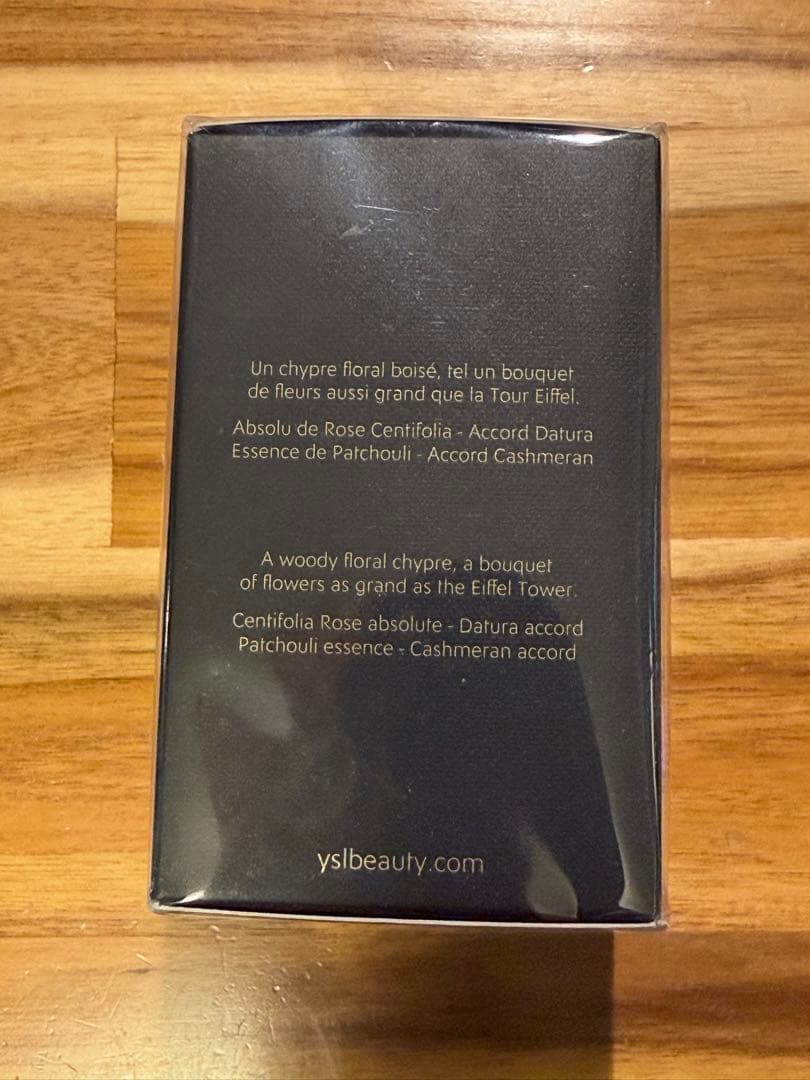 Un chypre floral boisé, tel un bouquet
de fleurs aussi grand que la Tour Eiffel.
Absolu de Rose Centifolia - Accord Datura
Essence de Patchouli - Accord Cashmeran
A woody floral chypre, a bouquet
of flowers as grand as the Eiffel Tower.
Centifolia Rose absolute - Datura accord
Patchouli essence - Cashmeran accord
yslbeauty.com